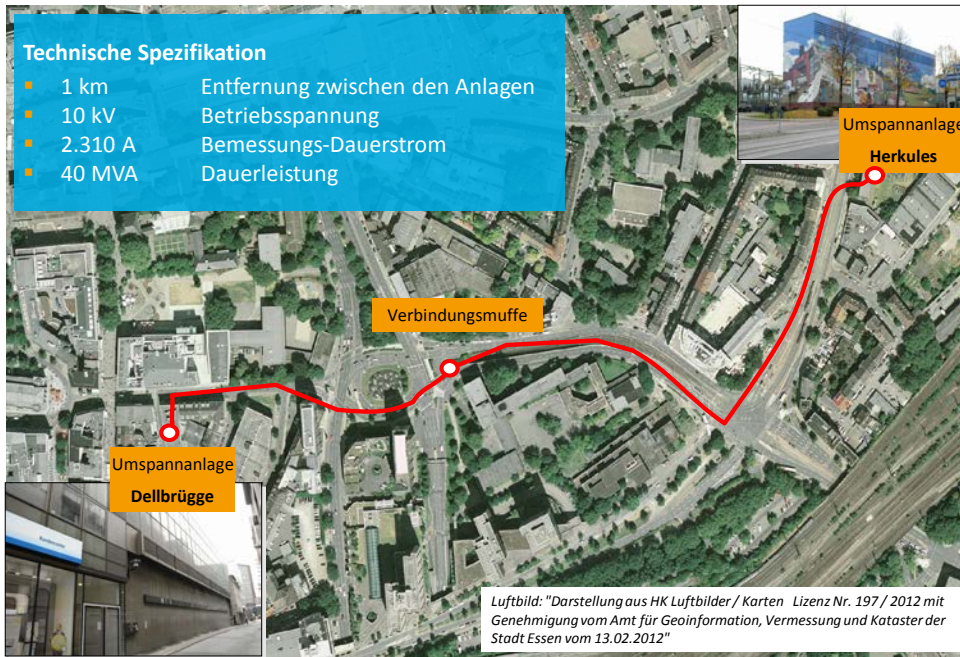 Technische Spezifikation
1 km Entfernung zwischen den Anlagen
10 kV Betriebsspannung
2.310 A Bemessungs-Dauerstrom
40 MVA Dauerleistung
Umspannanlage
Herkules
Verbindungsmuffe
Umspannanlage
Dellbrügge
Luftbild: "Darstellung aus HK Luftbilder / Karten Lizenz Nr. 197 / 2012 mit
Genehmigung vom Amt für Geoinformation, Vermessung und Kataster der
Stadt Essen vom 13.02.2012"